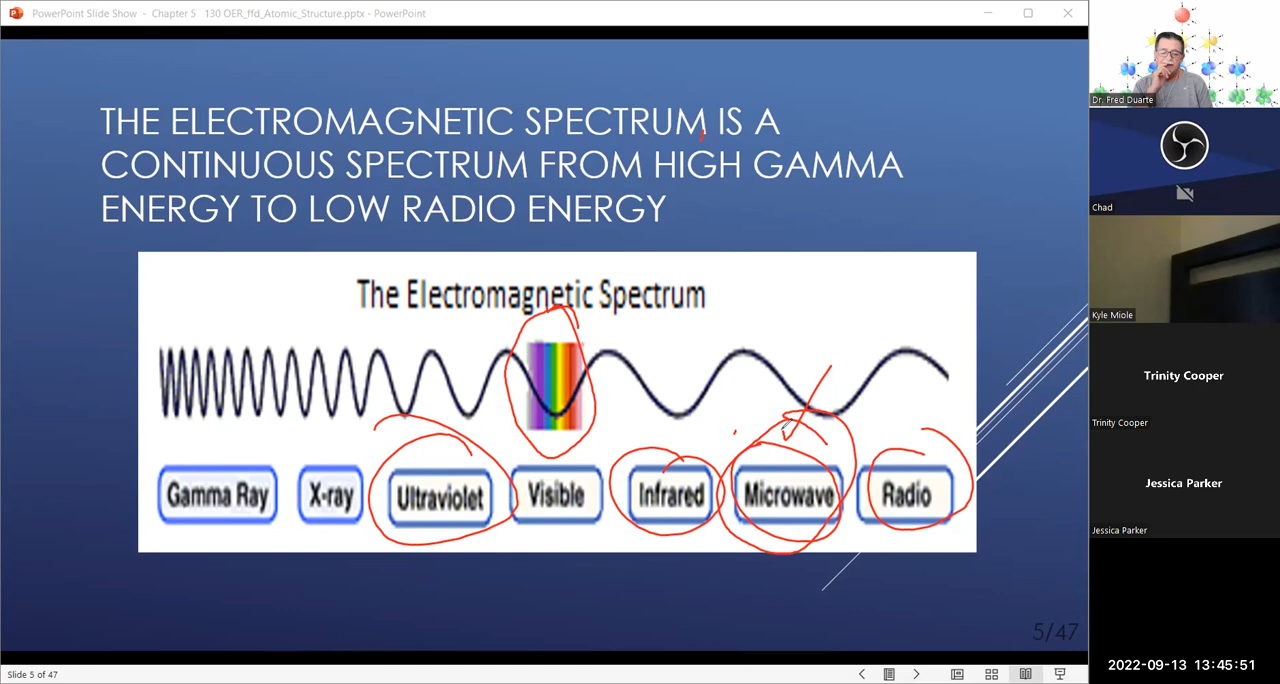 PowerPoint Slide Show - Chapter 5 130 OER_ffd_Atomic_Structure.pptx - PowerPoint
THE ELECTROMAGNETIC SPECTRUM IS A
CONTINUOUS SPECTRUM FROM HIGH GAMMA
ENERGY TO LOW RADIO ENERGY
The Electromagnetic Spectrum
Gamma Ray
X-ray
Ultraviolet
Visible
Infrared
Microwave
Radio
5/47
Slide 5 of 47
Dr. Fred Duarte
Chad
Kyle Miole
Trinity Cooper
Trinity Cooper
Jessica Parker
Jessica Parker
2022-09-13 13:45:51